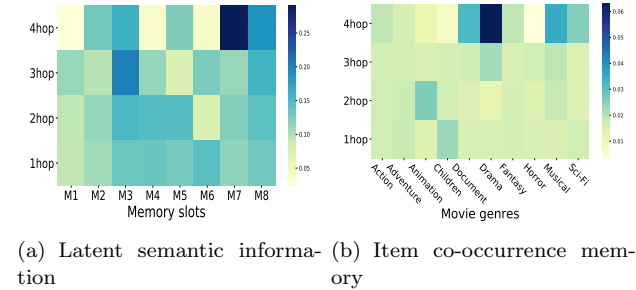 4hop
3hop
2hop
1hop
M1 M2 M3 M4 M5 M6 M7 M8
Memory slots
0.25
0.20
0.15
0.10
0.05
4hop
3hop
2hop
1hop
Action Adventure Animation Children Document Drama Fantasy Horror Musical Sci-Fi
Movie genres
0.06
0.05
0.04
0.03
0.02
0.01
(a) Latent semantic informa-
tion
(b) Item co-occurrence mem-
ory